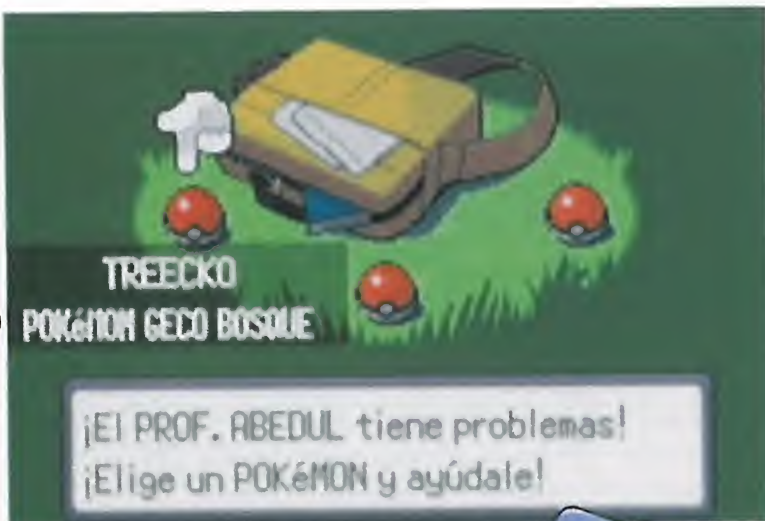 TREECKO
POKéMON GECO BOSQUE
¡El PROF. ABEDUL tiene problemas!
¡Elige un POKéMON y ayúdale!